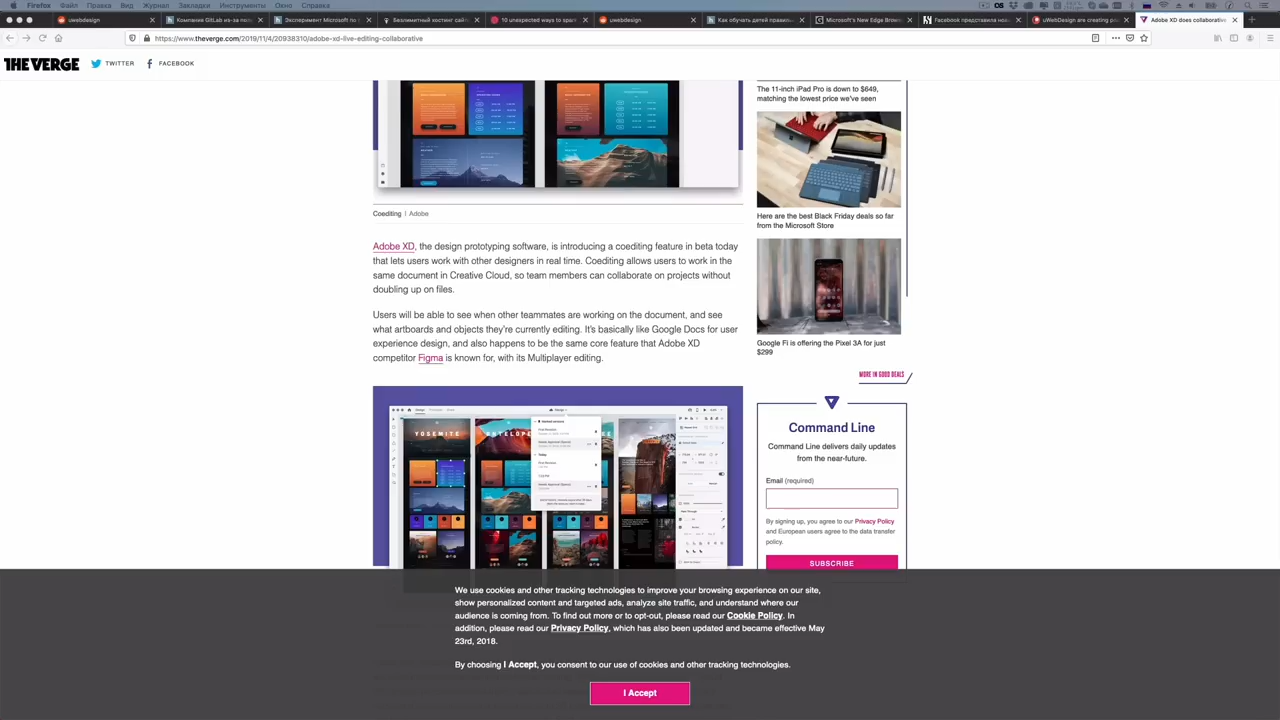 Firefox Файл Правка Вид Журнал Закладки Инструменты Окно Справка
uwebdesign
Компания GitLab из-за мало
Эксперимент Microsoft по
Безлимитный хостинг сайт
10 unexpected ways to spar
uwebdesign
Как обучать детей правилн
Microsoft's New Edge Brows
Facebook представила нов
uWebDesign are creating po
Adobe XD does collaborative
https://www.theverge.com/2019/11/4/20938310/adobe-xd-live-editing-collaborative
THE VERGE TWITTER FACEBOOK
Coediting | Adobe
Adobe XD, the design prototyping software, is introducing a coediting feature in beta today
that lets users work with other designers in real time. Coediting allows users to work in the
same document in Creative Cloud, so team members can collaborate on projects without
doubling up on files.
Users will be able to see when other teammates are working on the document, and see
what artboards and objects they're currently editing. It's basically like Google Docs for user
experience design, and also happens to be the same core feature that Adobe XD
competitor Figma is known for, with its Multiplayer editing.
YOSEMITE
The 11-inch iPad Pro is down to $649,
matching the lowest price we've seen
Here are the best Black Friday deals so far
from the Microsoft Store
Google Fi is offering the Pixel 3A for just
$299
MORE IN GOOD DEALS
Command Line
Command Line delivers daily updates
from the near-future.
Email (required)
By signing up, you agree to our Privacy Policy
and European users agree to the data transfer
policy.
SUBSCRIBE
We use cookies and other tracking technologies to improve your browsing experience on our site,
show personalized content and targeted ads, analyze site traffic, and understand where our
audience is coming from. To find out more or to opt-out, please read our Cookie Policy. In
addition, please read our Privacy Policy, which has also been updated and became effective May
23rd, 2018.
By choosing I Accept, you consent to our use of cookies and other tracking technologies.
I Accept